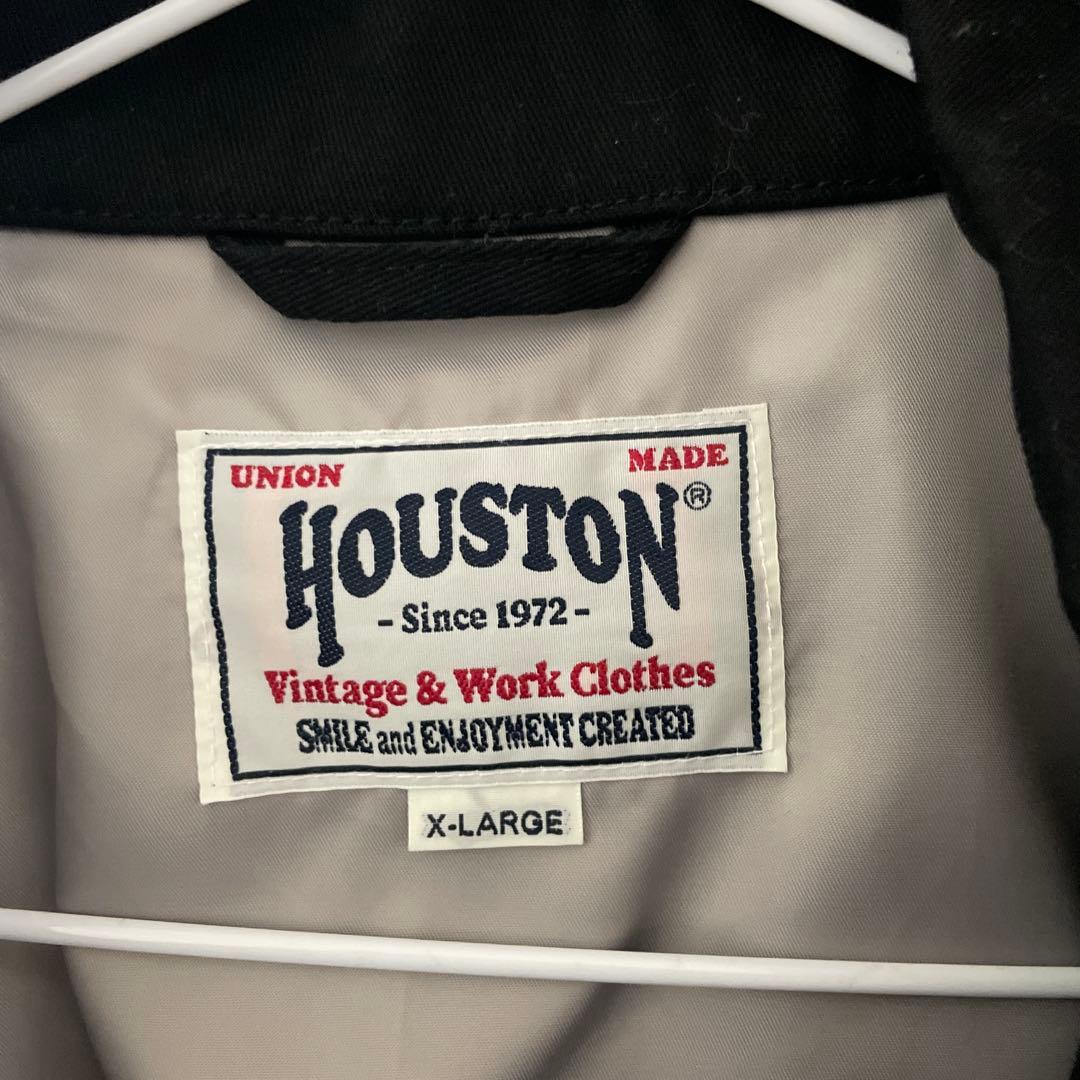 UNION MADE
HOUSTON®
- Since 1972 -
Vintage & Work Clothes
SMILE and ENJOYMENT CREATED
X-LARGE